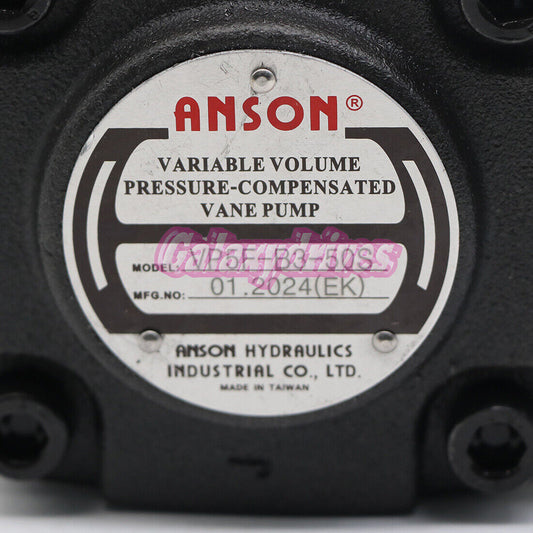 ANSON®
VARIABLE VOLUME
PRESSURE-COMPENSATED
VANE PUMP
Galaxydrives
MODEL: VP5F-B3-50S
MFG.NO: 01.2024(EK)
ANSON HYDRAULICS
INDUSTRIAL CO., LTD.
MADE IN TAIWAN